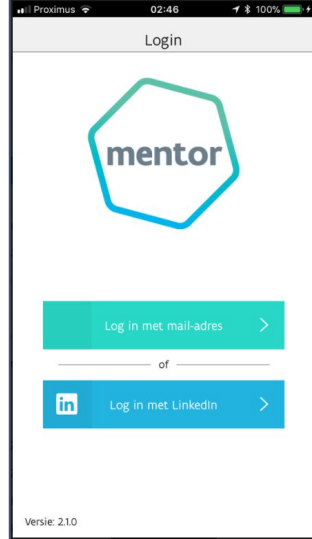 Proximus 02:46 100%
Login
mentor
Log in met mail-adres
of
in Log in met LinkedIn
Versie: 2.1.0